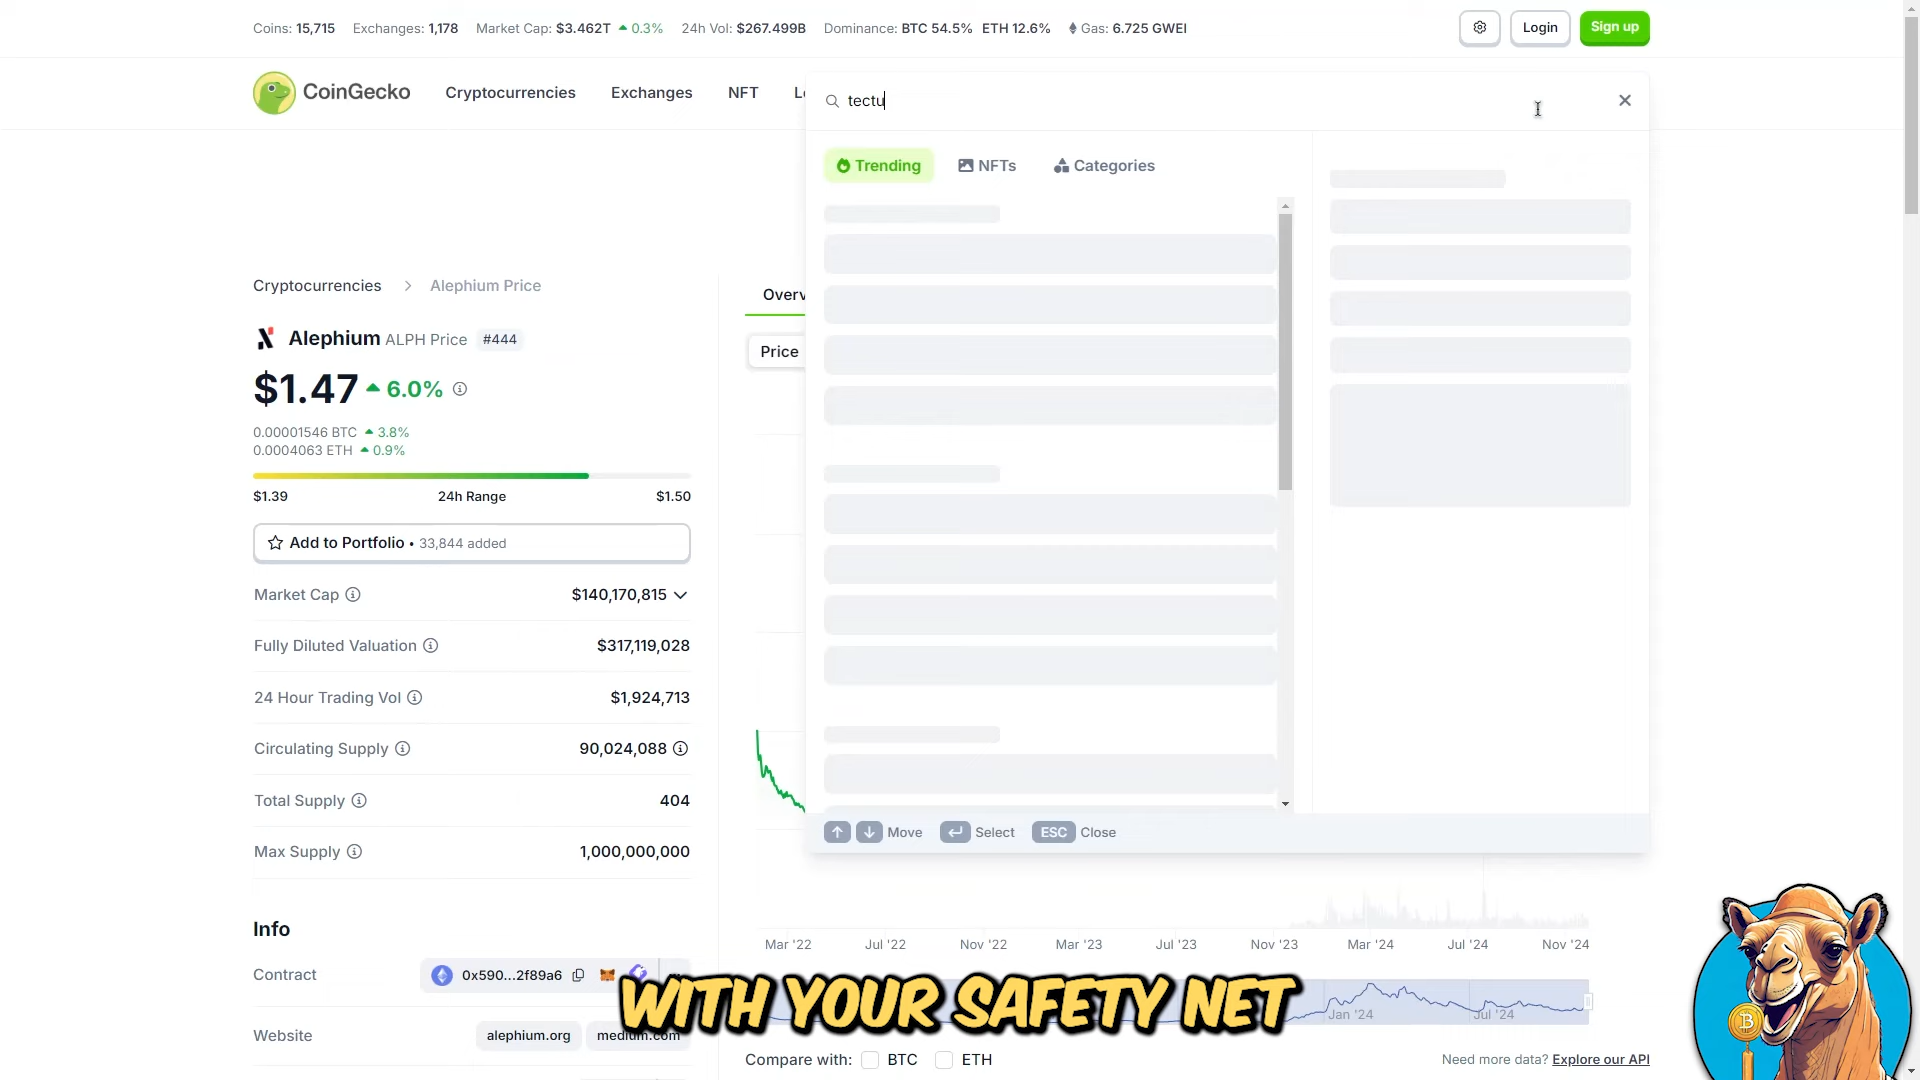 Coins: 15,715 Exchanges: 1,178 Market Cap: $3.462T 0.3% 24h Vol: $267.499B Dominance: BTC 54.5% ETH 12.6% Gas: 6.725 GWEI Login Sign up
CoinGecko Cryptocurrencies Exchanges NFT
tectu
Trending NFTs Categories
Cryptocurrencies > Alephium Price
Overv
Alephium ALPH Price #444
Price
$1.47 6.0%
0.00001546 BTC 3.8%
0.0004063 ETH 0.9%
$1.39 24h Range $1.50
Add to Portfolio • 33,844 added
Market Cap $140,170,815
Fully Diluted Valuation $317,119,028
24 Hour Trading Vol $1,924,713
Circulating Supply 90,024,088
Total Supply 404
Max Supply 1,000,000,000
Move Select ESC Close
Info
Mar '22 Jul '22 Nov '22 Mar '23 Jul '23 Nov '23 Mar '24 Jul '24 Nov '24
Contract 0x590...2f89a6
WITH YOUR SAFETY NET
Jan '24 Jul '24
Website alephium.org medium.com
Compare with: BTC ETH Need more data? Explore our API